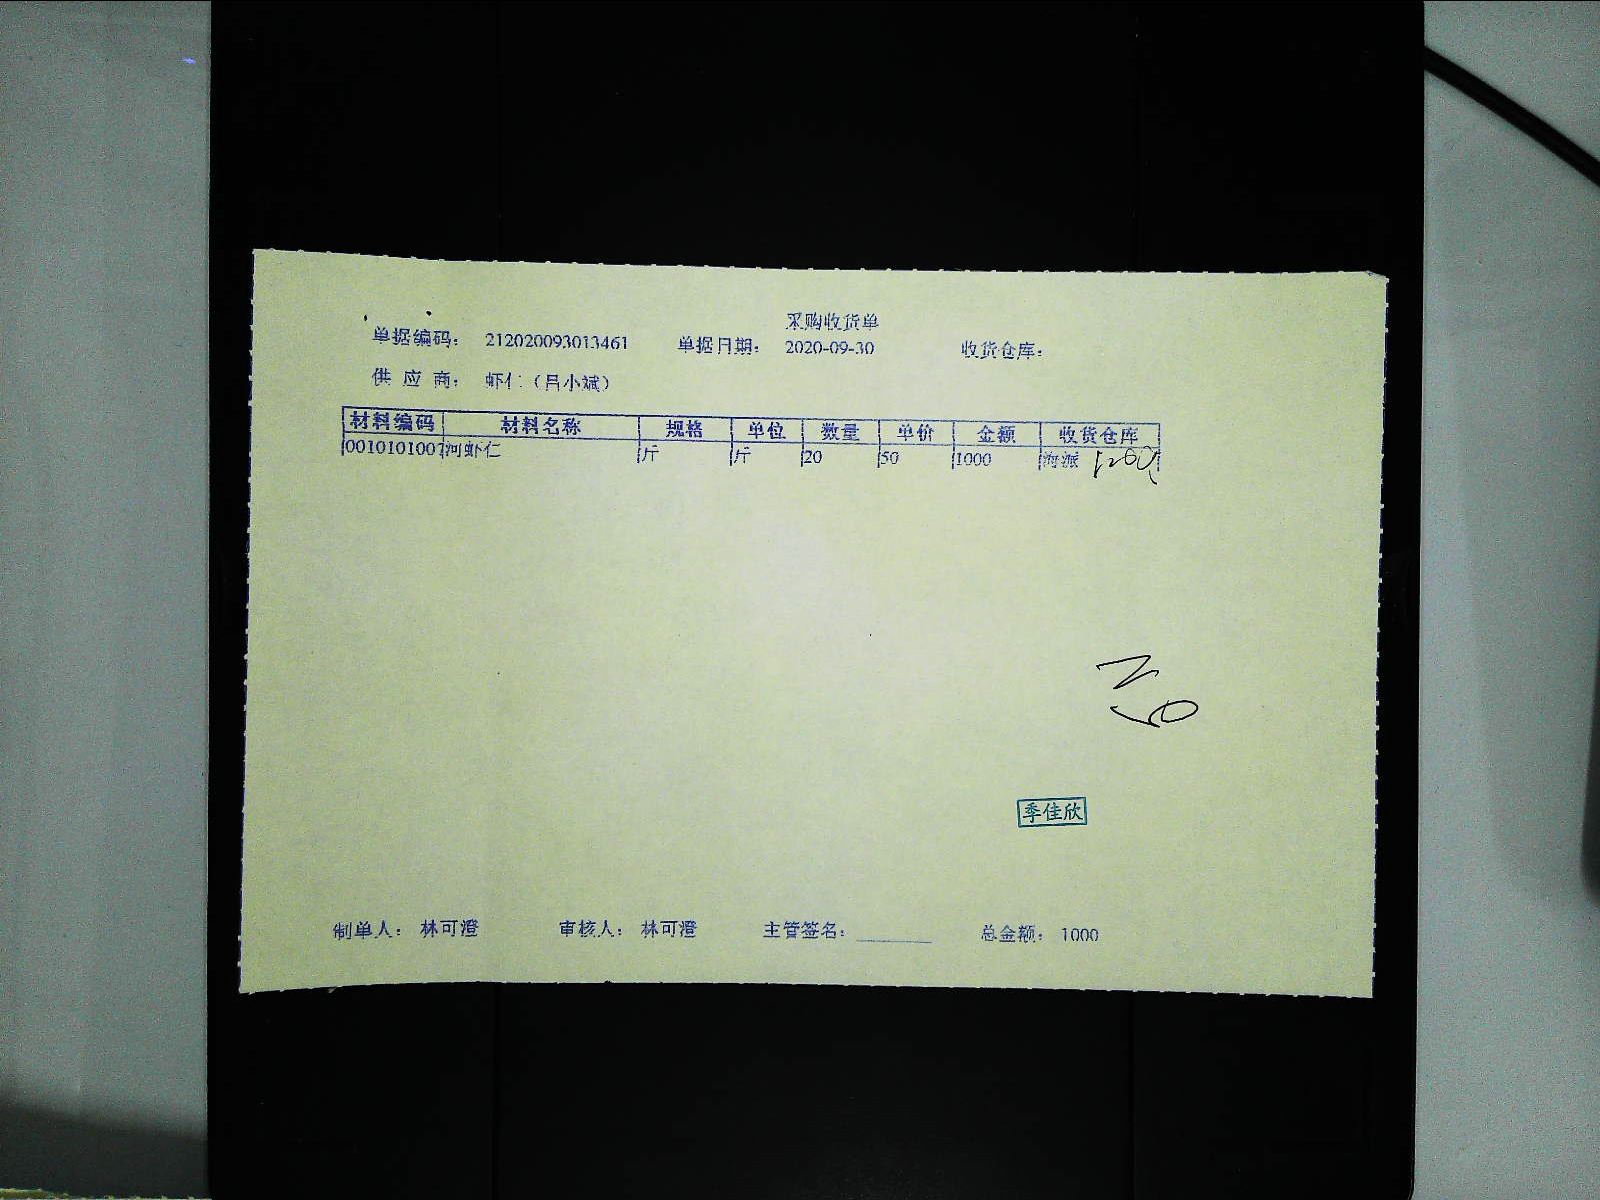 采购收货单
单据编码： 212020093013461 单据日期： 2020-09-30 收货仓库：
供 应 商： 虾仁（吕小斌）
材料编码 材料名称 规格 单位 数量 单价 金额 收货仓库
0010101007 河虾仁 斤 斤 20 50 1000 海派
季佳欣
制单人： 林可澄 审核人： 林可澄 主管签名： 总金额： 1000